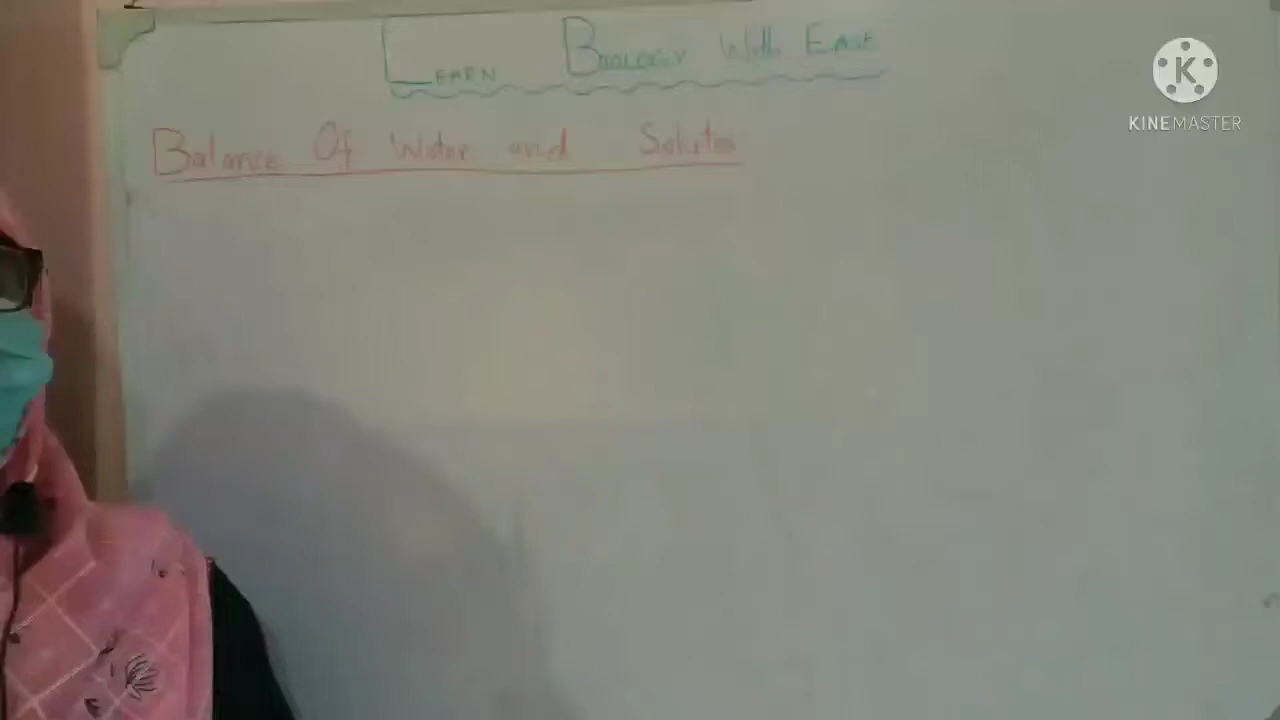 LEARN BIOLOGY With EASE
Balance Of Water and Solutes
K
KINEMASTER